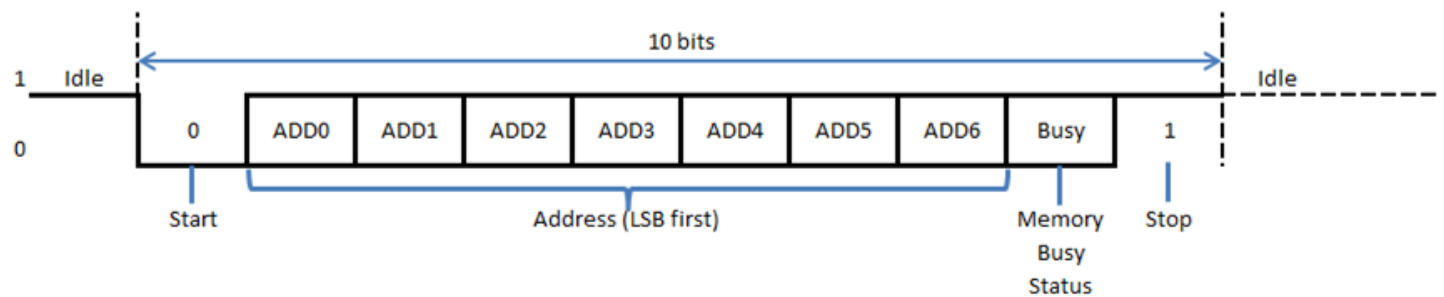 10 bits
1 Idle Idle
0 ADD0 ADD1 ADD2 ADD3 ADD4 ADD5 ADD6 Busy 1
0
Start Address (LSB first) Memory Stop
Busy
Status